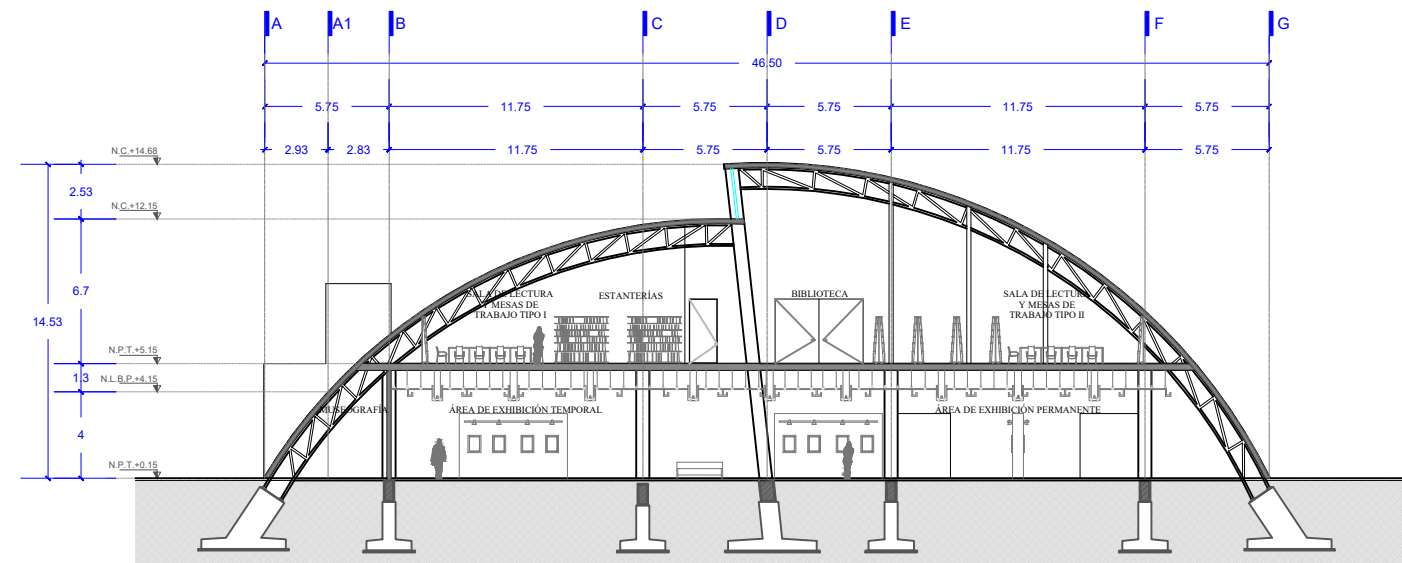 A A1 B C D E F G
46.50
5.75 11.75 5.75 5.75 11.75 5.75
2.93 2.83 11.75 5.75 5.75 11.75 5.75
N.C.+14.68
2.53
N.C.+12.15
6.7
14.53
SALA DE LECTURA
Y MESAS DE
TRABAJO TIPO I
ESTANTERÍAS
BIBLIOTECA
SALA DE LECTURA
Y MESAS DE
TRABAJO TIPO II
N.P.T.+5.15
1.3
N.L.B.P.+4.15
MUSEOGRAFÍA
ÁREA DE EXHIBICIÓN TEMPORAL
ÁREA DE EXHIBICIÓN PERMANENTE
4
N.P.T.+0.15